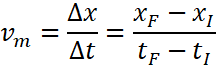 v_m = Δx/Δt = (x_F − x_I)/(t_F − t_I)